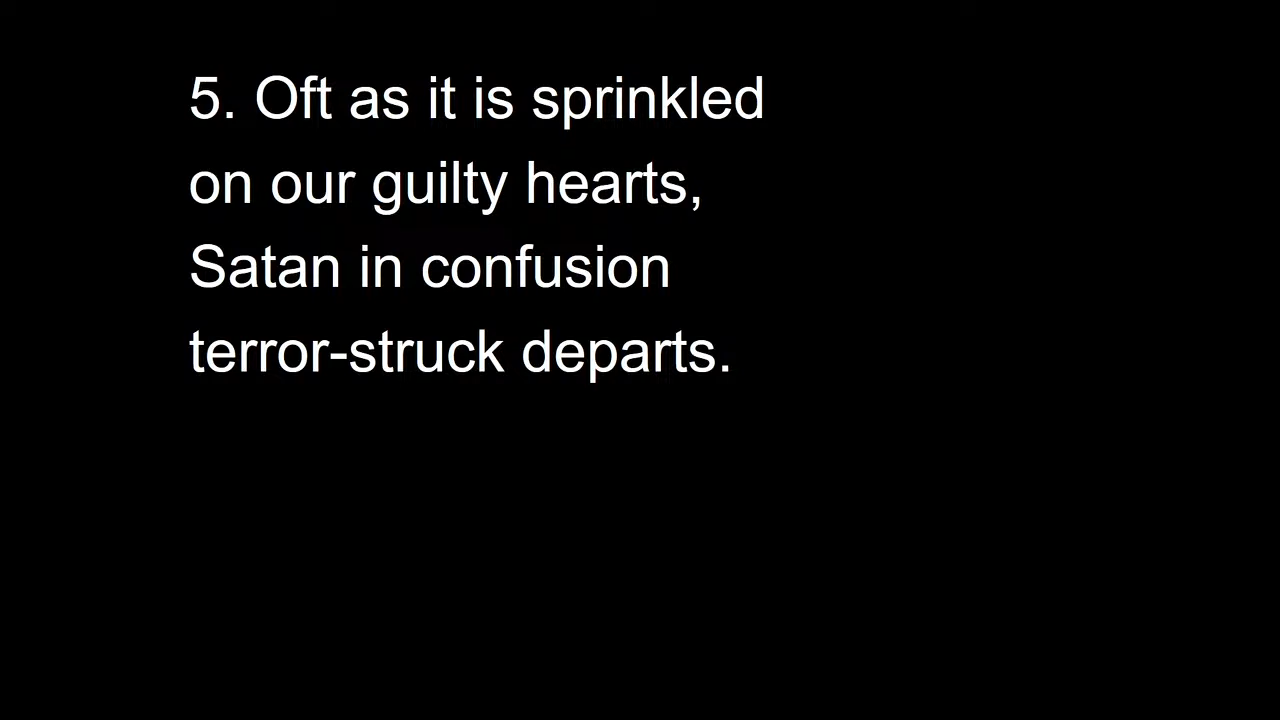 5. Oft as it is sprinkled
on our guilty hearts,
Satan in confusion
terror-struck departs.